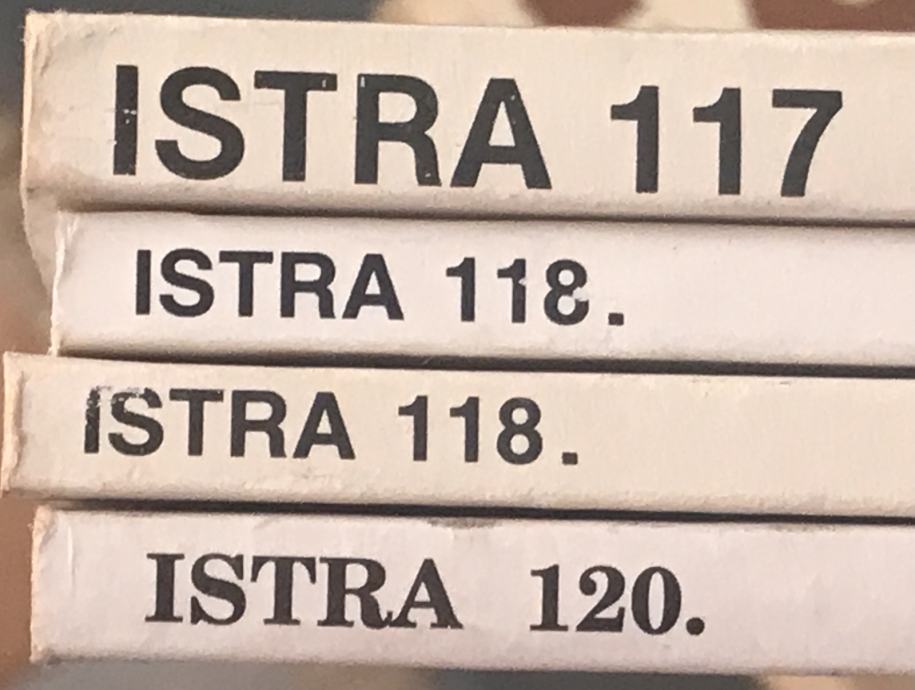 ISTRA 117
ISTRA 118.
ISTRA 118.
ISTRA 120.